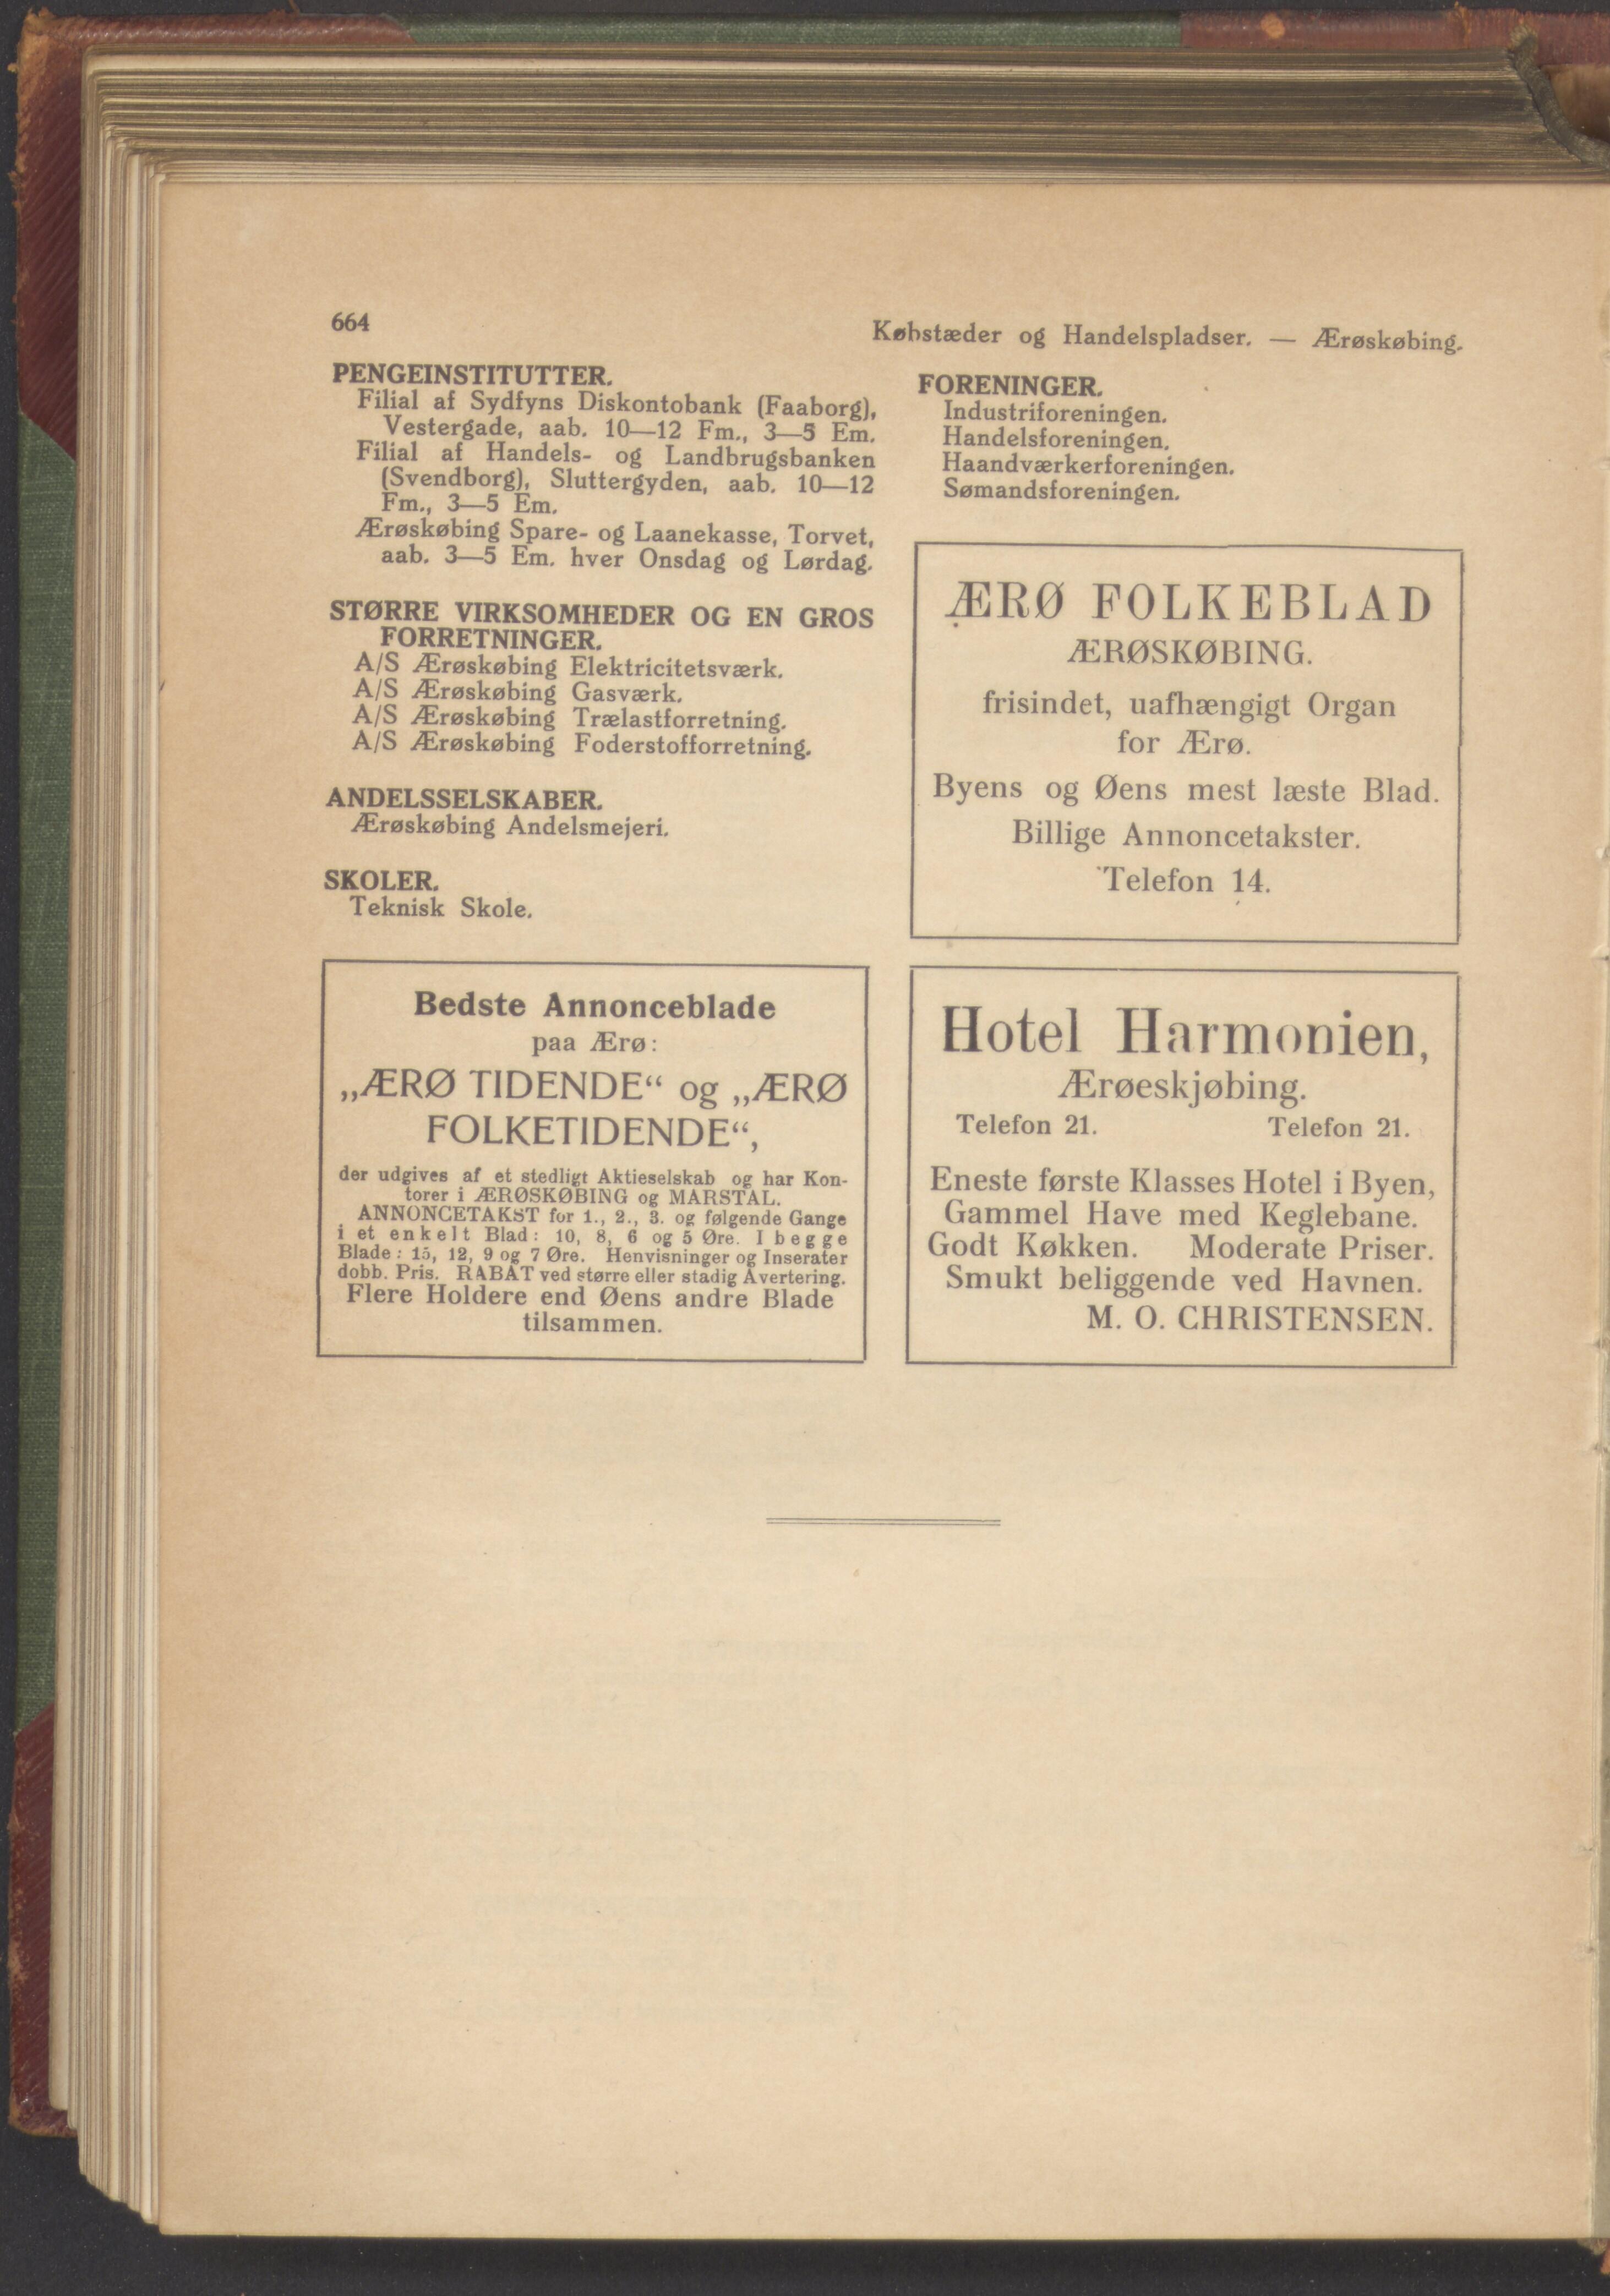 664
Købstæder og Handelspladser. — Ærøskøbing.
PENGEINSTITUTTER.
Filial af Sydfyns Diskontobank (Faaborg),
Vestergade, aab. 10—12 Fm., 3—5 Em.
Filial af Handels- og Landbrugsbanken
(Svendborg), Sluttergyden, aab. 10—12
Fm., 3—5 Em.
Ærøskøbing Spare- og Laanekasse, Torvet,
aab. 3—5 Em. hver Onsdag og Lørdag.
STØRRE VIRKSOMHEDER OG EN GROS
FORRETNINGER.
A/S Ærøskøbing Elektricitetsværk.
A/S Ærøskøbing Gasværk.
A/S Ærøskøbing Trælastforretning.
A/S Ærøskøbing Foderstofforretning.
ANDELSSELSKABER.
Ærøskøbing Andelsmejeri.
SKOLER.
Teknisk Skole.
Bedste Annonceblade
paa Ærø:
„ÆRØ TIDENDE“ og „ÆRØ
FOLKETIDENDE“,
der udgives af et stedligt Aktieselskab og har Kon-
torer i ÆRØSKØBING og MARSTAL.
ANNONCETAKST for 1., 2., 3. og følgende Gange
i et enkelt Blad: 10, 8, 6 og 5 Øre. I begge
Blade: 15, 12, 9 og 7 Øre. Henvisninger og Inserater
dobb. Pris. RABAT ved større eller stadig Avertering.
Flere Holdere end Øens andre Blade
tilsammen.
FORENINGER.
Industriforeningen.
Handelsforeningen.
Haandværkerforeningen.
Sømandsforeningen.
ÆRØ FOLKEBLAD
ÆRØSKØBING.
frisindet, uafhængigt Organ
for Ærø.
Byens og Øens mest læste Blad.
Billige Annoncetakster.
Telefon 14.
Hotel Harmonien,
Ærøeskjøbing.
Telefon 21. Telefon 21.
Eneste første Klasses Hotel i Byen,
Gammel Have med Keglebane.
Godt Køkken. Moderate Priser.
Smukt beliggende ved Havnen.
M. O. CHRISTENSEN.